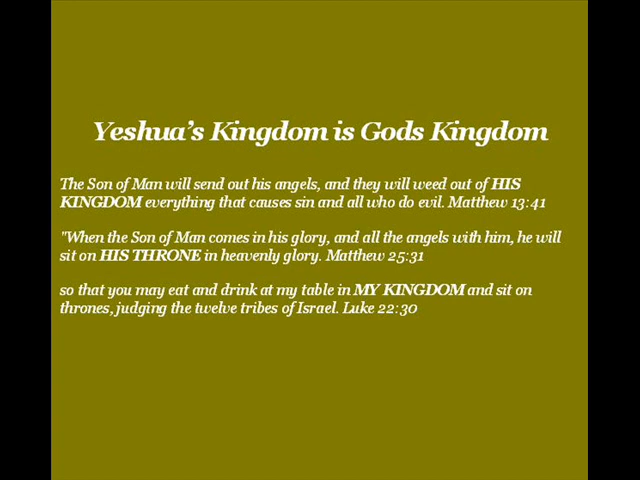 Yeshua's Kingdom is Gods Kingdom
The Son of Man will send out his angels, and they will weed out of HIS
KINGDOM everything that causes sin and all who do evil. Matthew 13:41
"When the Son of Man comes in his glory, and all the angels with him, he will
sit on HIS THRONE in heavenly glory. Matthew 25:31
so that you may eat and drink at my table in MY KINGDOM and sit on
thrones, judging the twelve tribes of Israel. Luke 22:30